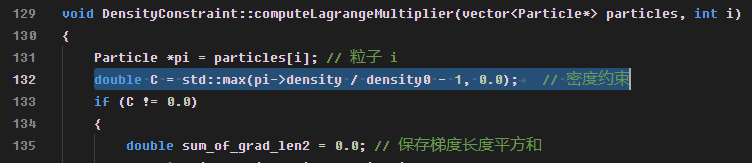 129 void DensityConstraint::computeLagrangeMultiplier(vector<Particle*> particles, int i)
130 {
131 Particle *pi = particles[i]; // 粒子 i
132 double C = std::max(pi->density / density0 - 1, 0.0); // 密度约束
133 if (C != 0.0)
134 {
135 double sum_of_grad_len2 = 0.0; // 保存梯度长度平方和